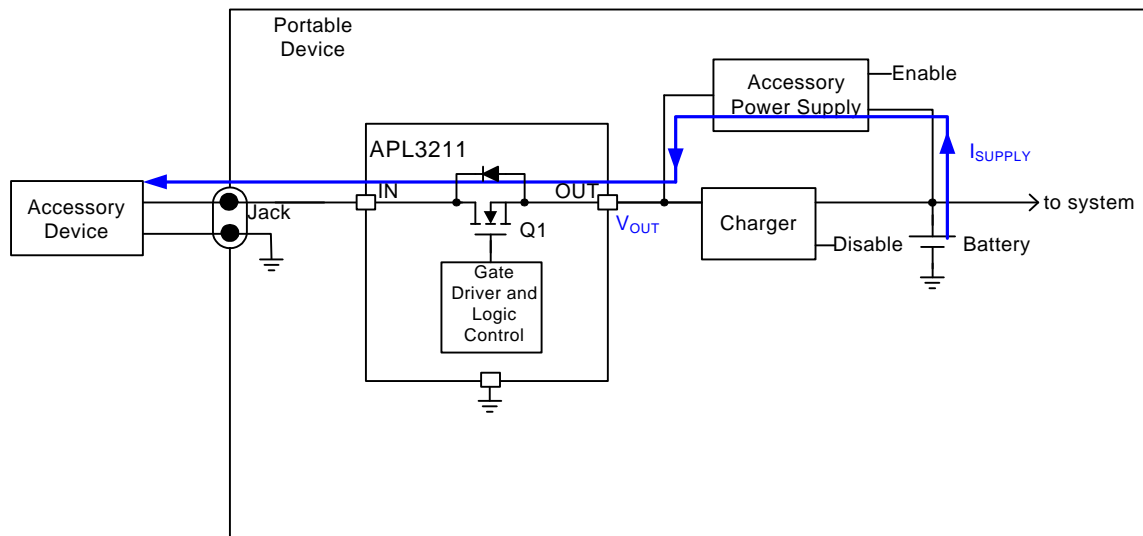 Portable
Device
Accessory
Power Supply
Enable
APL3211
ISUPPLY
IN
OUT
Accessory
Device
Jack
Q1
VOUT
Charger
to system
Disable
Battery
Gate
Driver and
Logic
Control